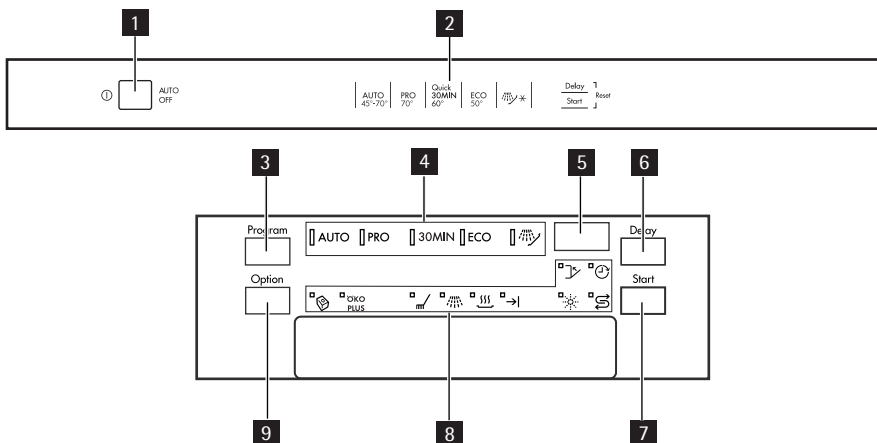 1
2
AUTO
OFF
AUTO
45°-70°
PRO
70°
Quick
30MIN
60°
ECO
50°
Delay
Start
Reset
3
4
5
6
Program
AUTO PRO 30MIN ECO
Delay
Option
Start
ÖKO
PLUS
9
8
7